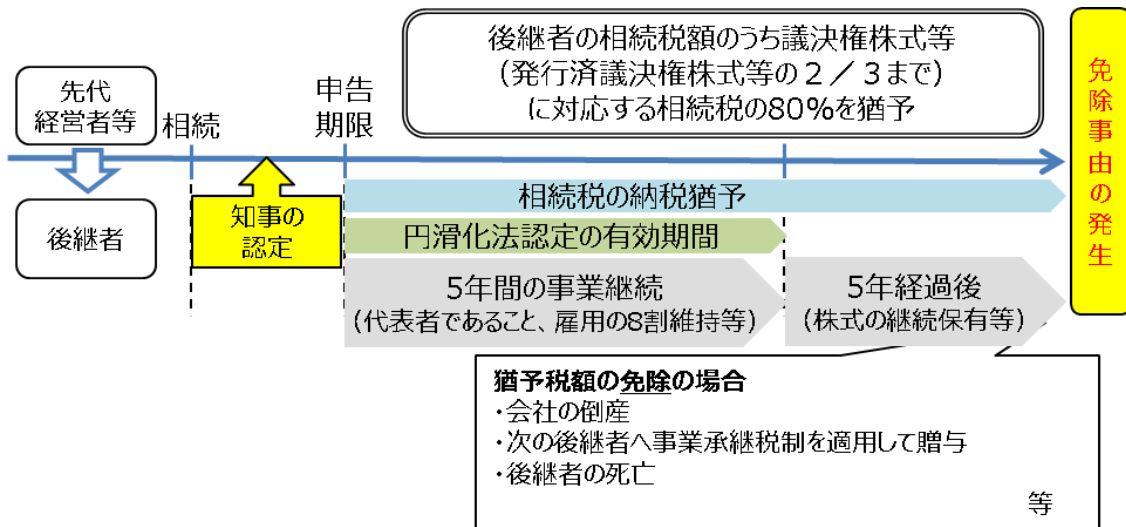 後継者の相続税額のうち議決権株式等
(発行済議決権株式等の２／３まで)
に対応する相続税の80%を猶予
先代
経営者等
相続
申告
期限
免除事由の発生
後継者
知事の
認定
相続税の納税猶予
円滑化法認定の有効期間
5年間の事業継続
(代表者であること、雇用の8割維持等)
5年経過後
(株式の継続保有等)
猶予税額の免除の場合
・会社の倒産
・次の後継者へ事業承継税制を適用して贈与
・後継者の死亡
等